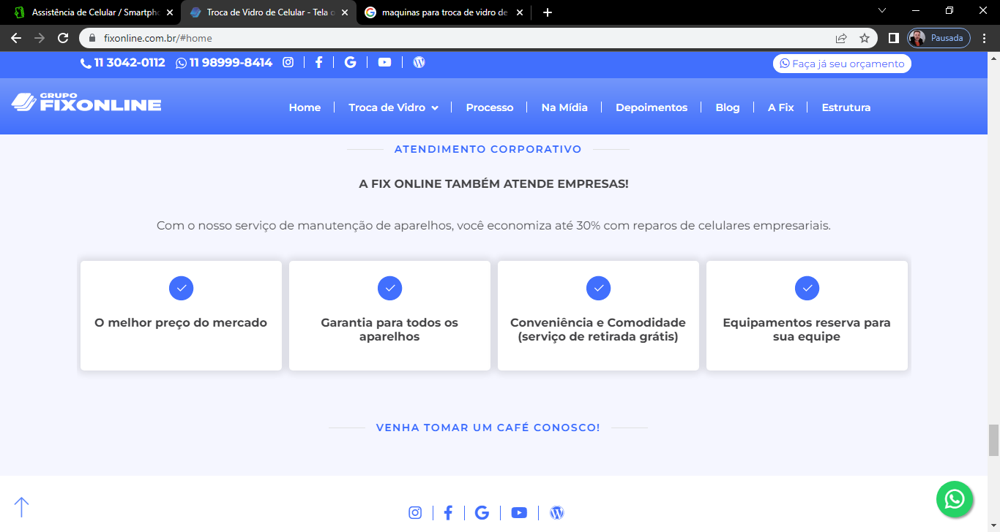 Assistência de Celular / Smartpho
Troca de Vidro de Celular - Tela d
maquinas para troca de vidro de
fixonline.com.br/#home
Pausada
11 3042-0112
11 98999-8414
Faça já seu orçamento
GRUPO
FIXONLINE
Home
Troca de Vidro
Processo
Na Mídia
Depoimentos
Blog
A Fix
Estrutura
ATENDIMENTO CORPORATIVO
A FIX ONLINE TAMBÉM ATENDE EMPRESAS!
Com o nosso serviço de manutenção de aparelhos, você economiza até 30% com reparos de celulares empresariais.
O melhor preço do mercado
Garantia para todos os
aparelhos
Conveniência e Comodidade
(serviço de retirada grátis)
Equipamentos reserva para
sua equipe
VENHA TOMAR UM CAFÉ CONOSCO!